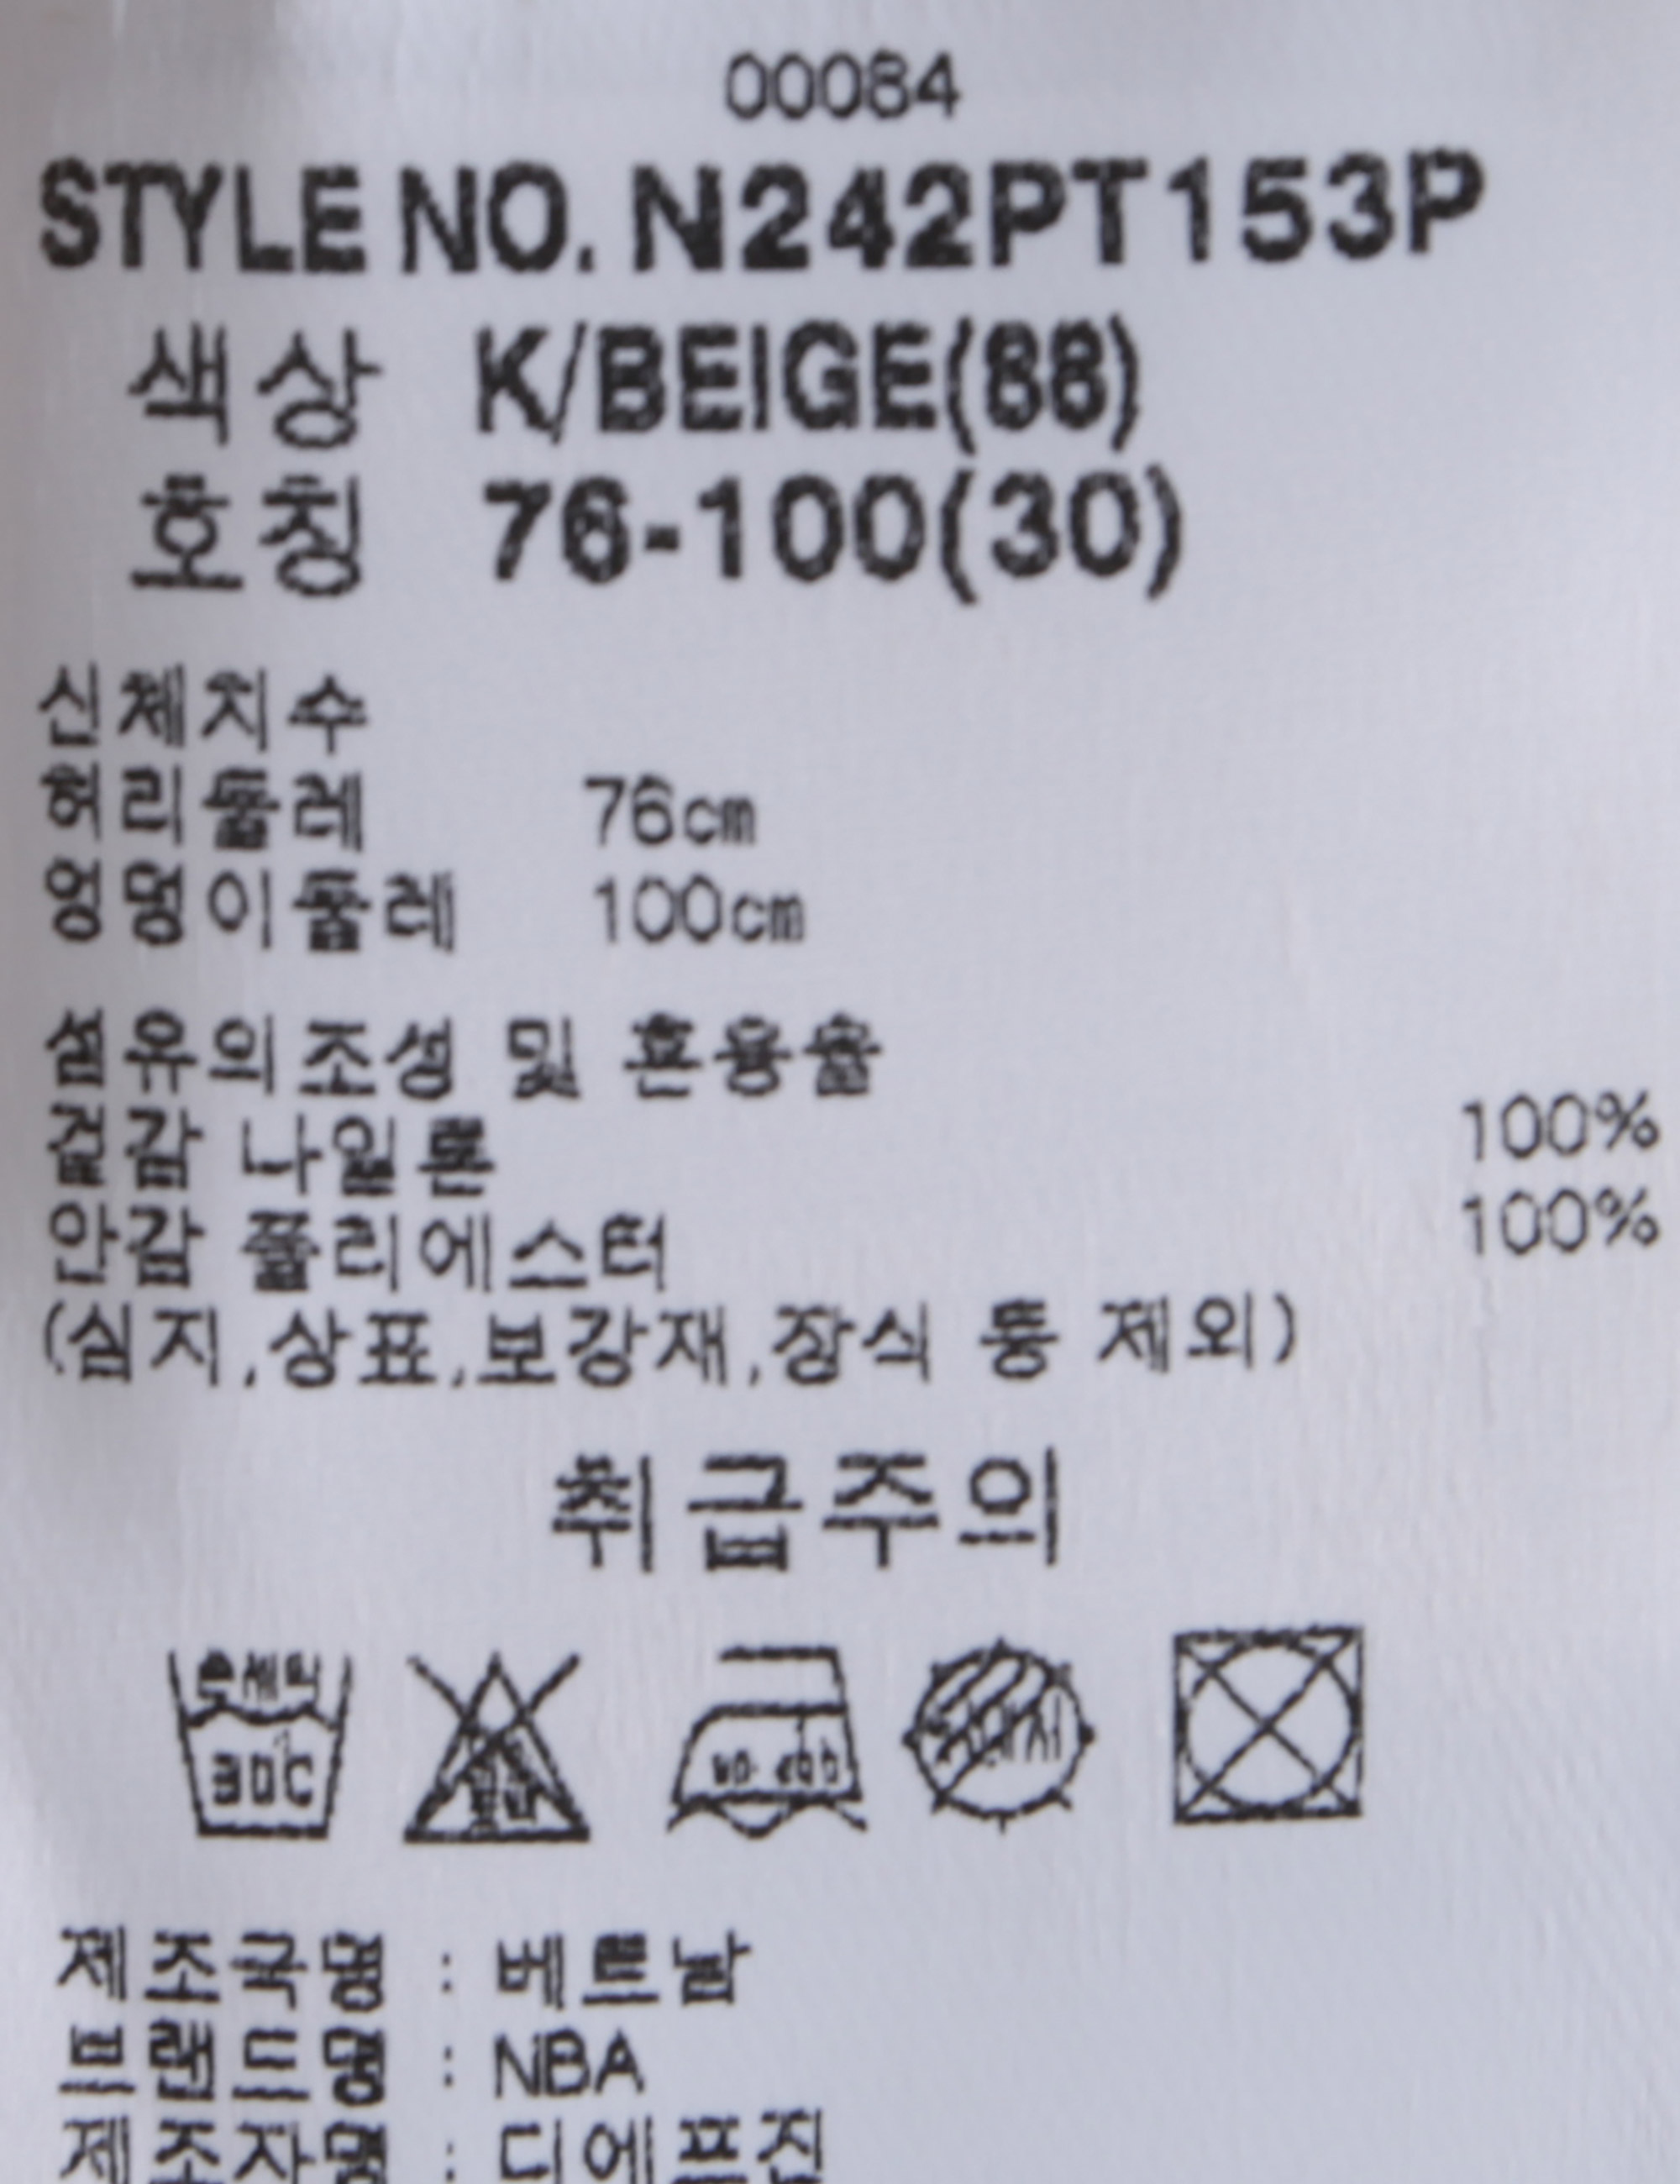 00084
STYLE NO. N242PT153P
색상 K/BEIGE(88)
호칭 76-100(30)
신체치수
허리둘레 76cm
엉덩이둘레 100cm
섬유의조성 및 혼용율
겉감 나일론 100%
안감 폴리에스터 100%
(심지,상표,보강재,장식 등 제외)
취급주의
30℃
제조국명 : 베트남
브랜드명 : NBA
제조자명 : 디에프진